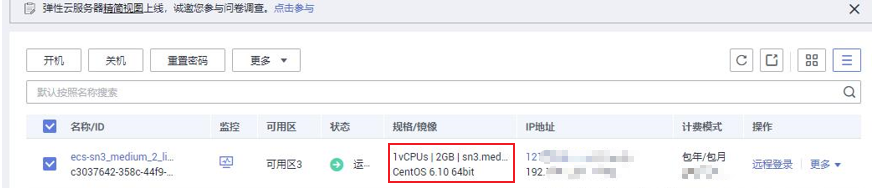 弹性云服务器精简视图上线，诚邀您参与问卷调查。点击参与
开机 关机 重置密码 更多
默认按照名称搜索
名称/ID 监控 可用区 状态 规格/镜像 IP地址 计费模式 操作
ecs-sn3_medium_2_li... 可用区3 运... 1vCPUs | 2GB | sn3.med... 包年/包月 远程登录 更多
c3037642-358c-44f9-... CentOS 6.10 64bit 192.